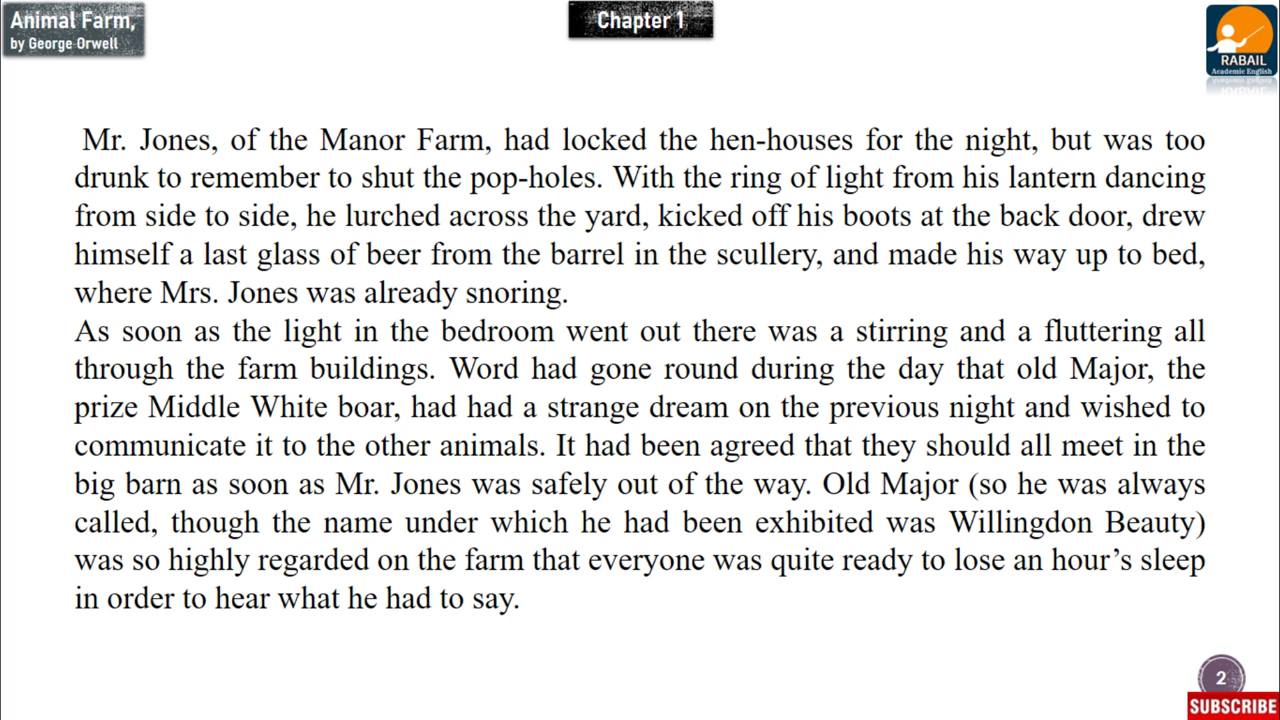 Animal Farm,
by George Orwell
Chapter 1
RABAIL
Academic English
Mr. Jones, of the Manor Farm, had locked the hen-houses for the night, but was too
drunk to remember to shut the pop-holes. With the ring of light from his lantern dancing
from side to side, he lurched across the yard, kicked off his boots at the back door, drew
himself a last glass of beer from the barrel in the scullery, and made his way up to bed,
where Mrs. Jones was already snoring.
As soon as the light in the bedroom went out there was a stirring and a fluttering all
through the farm buildings. Word had gone round during the day that old Major, the
prize Middle White boar, had had a strange dream on the previous night and wished to
communicate it to the other animals. It had been agreed that they should all meet in the
big barn as soon as Mr. Jones was safely out of the way. Old Major (so he was always
called, though the name under which he had been exhibited was Willingdon Beauty)
was so highly regarded on the farm that everyone was quite ready to lose an hour’s sleep
in order to hear what he had to say.
2
SUBSCRIBE